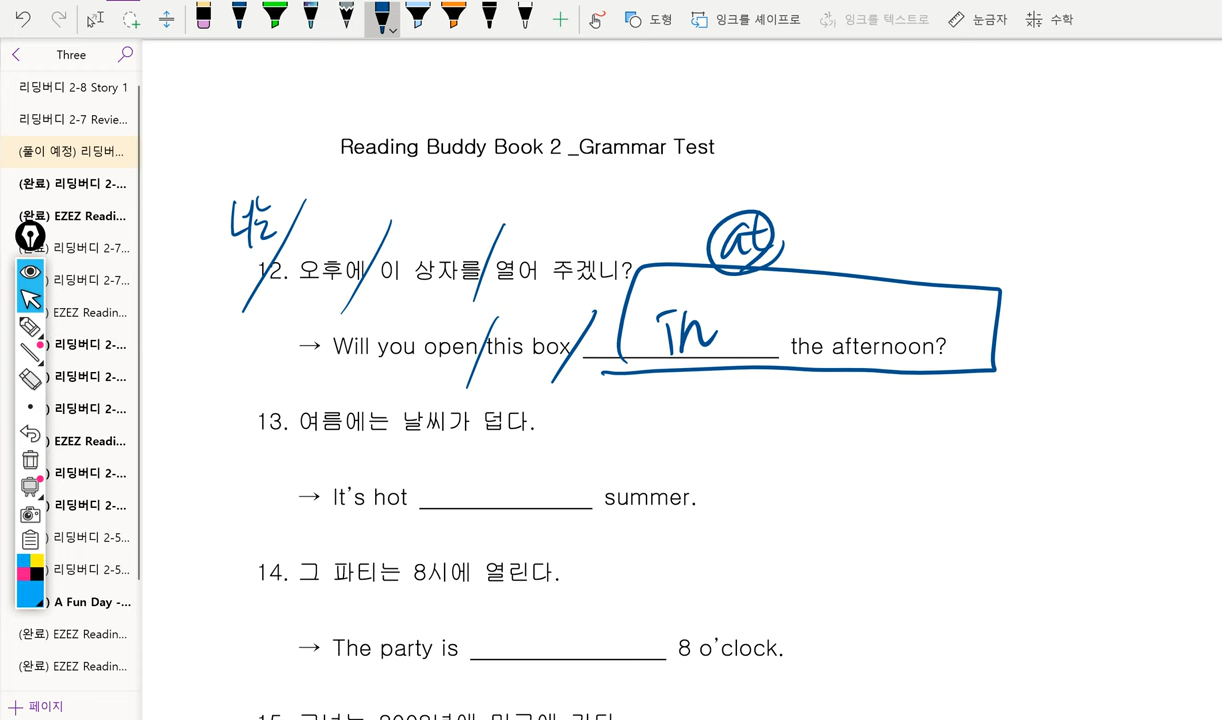 도형
잉크를 셰이프로
잉크를 텍스트로
눈금자
수학
Three
리딩버디 2-8 Story 1
리딩버디 2-7 Revie...
(풀이 예정) 리딩버...
(완료) 리딩버디 2-...
(완료) EZEZ Readi...
) 리딩버디 2-7...
) 리딩버디 2-7...
) EZEZ Readin...
) 리딩버디 2-...
) 리딩버디 2-...
) 리딩버디 2-...
) EZEZ Readi...
) 리딩버디 2-...
) 리딩버디 2-...
) 리딩버디 2-5...
) 리딩버디 2-5...
) A Fun Day -...
(완료) EZEZ Readin...
(완료) EZEZ Readin...
페이지
Reading Buddy Book 2 _Grammar Test
너는
at
12. 오후에 이 상자를 열어 주겠니?
→ Will you open this box in the afternoon?
13. 여름에는 날씨가 덥다.
→ It's hot ____________ summer.
14. 그 파티는 8시에 열린다.
→ The party is ____________ 8 o'clock.